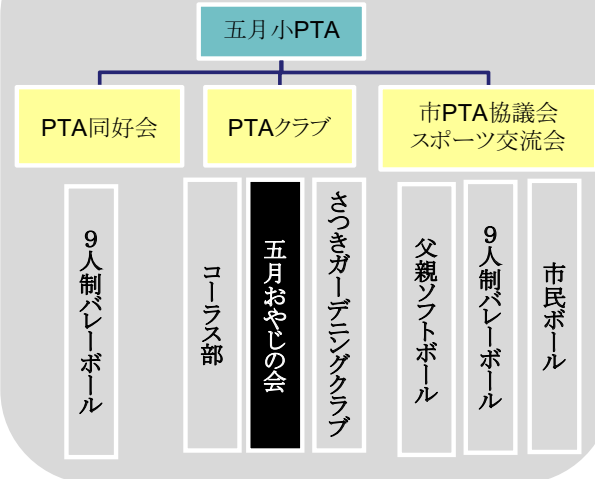 五月小PTA
PTA同好会
PTAクラブ
市PTA協議会
スポーツ交流会
9人制バレーボール
コーラス部
五月おやじの会
さつきガーデニングクラブ
父親ソフトボール
9人制バレーボール
市民ボール